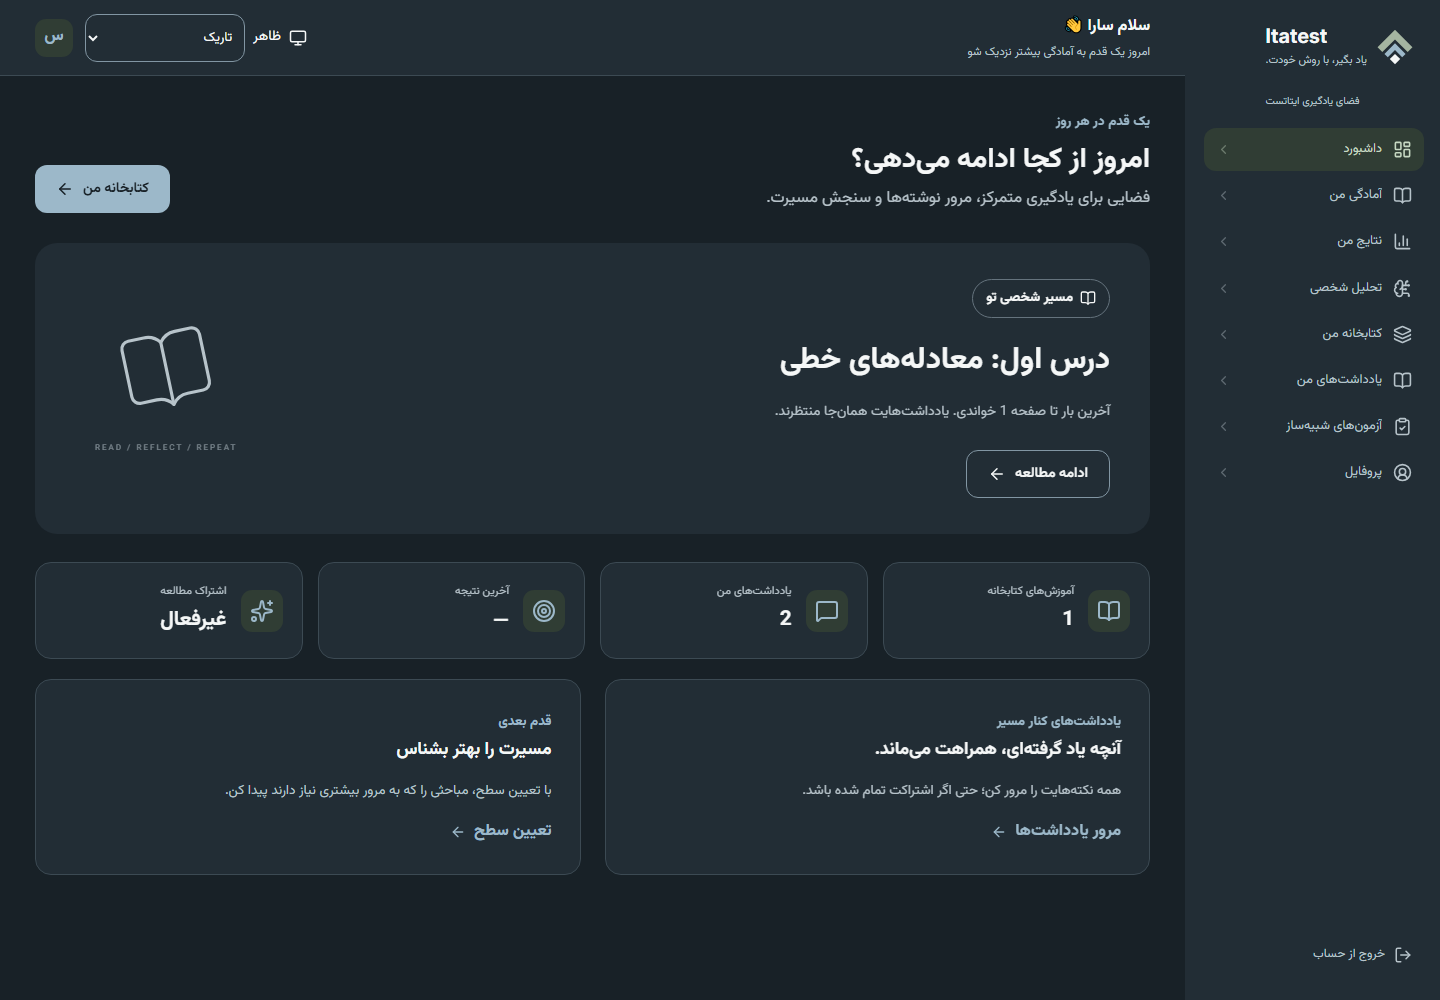 Itatest
یاد بگیر، با روش خودت.
فضای یادگیری ایتاتست
داشبورد
آمادگی من
نتایج من
تحلیل شخصی
کتابخانه من
یادداشت‌های من
آزمون‌های شبیه‌ساز
پروفایل
خروج از حساب
سلام سارا 👋
امروز یک قدم به آمادگی بیشتر نزدیک شو
ظاهر
تاریک
س
یک قدم در هر روز
امروز از کجا ادامه می‌دهی؟
فضایی برای یادگیری متمرکز، مرور نوشته‌ها و سنجش مسیرت.
کتابخانه من
مسیر شخصی تو
درس اول: معادله‌های خطی
آخرین بار تا صفحه 1 خواندی. یادداشت‌هایت همان‌جا منتظرند.
ادامه مطالعه
READ / REFLECT / REPEAT
آموزش‌های کتابخانه
1
یادداشت‌های من
2
آخرین نتیجه
—
اشتراک مطالعه
غیرفعال
یادداشت‌های کنار مسیر
آنچه یاد گرفته‌ای، همراهت می‌ماند.
همه نکته‌هایت را مرور کن؛ حتی اگر اشتراکت تمام شده باشد.
مرور یادداشت‌ها
قدم بعدی
مسیرت را بهتر بشناس
با تعیین سطح، مباحثی را که به مرور بیشتری نیاز دارند پیدا کن.
تعیین سطح